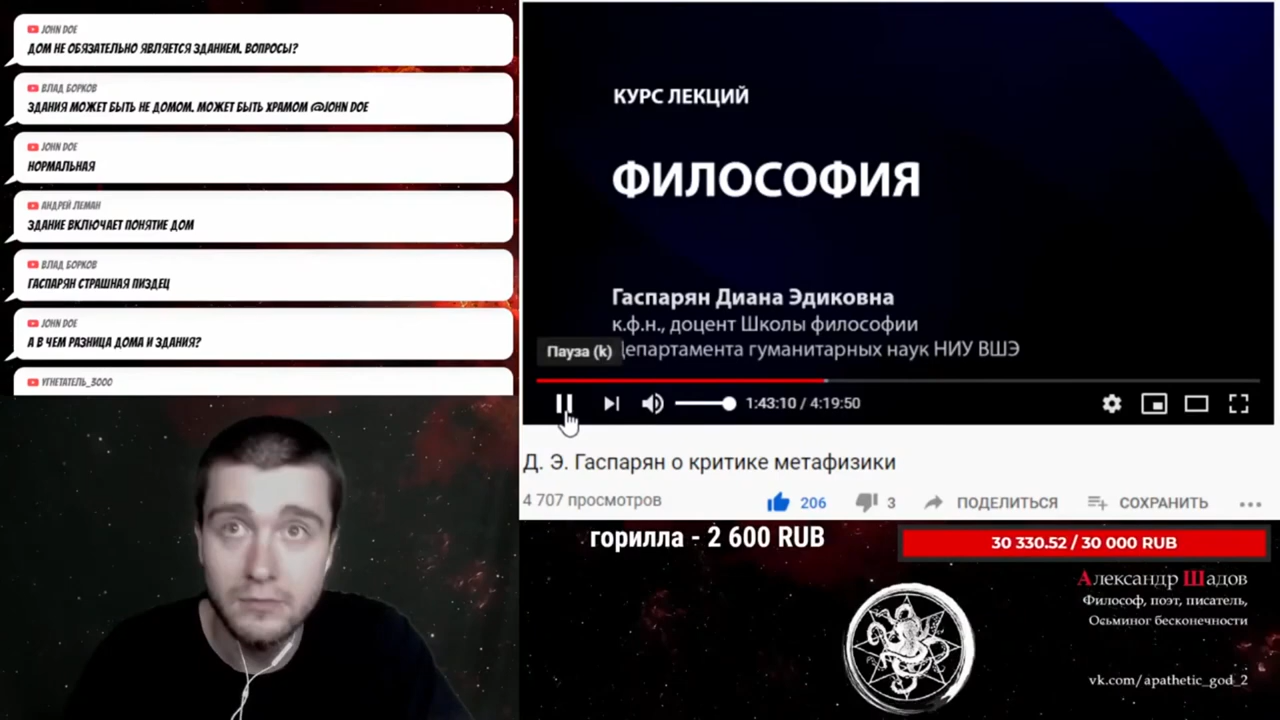 JOHN DOE
ДОМ НЕ ОБЯЗАТЕЛЬНО ЯВЛЯЕТСЯ ЗДАНИЕМ. ВОПРОСЫ?
ВЛАД БОРКОВ
ЗДАНИЯ МОЖЕТ БЫТЬ НЕ ДОМОМ. МОЖЕТ БЫТЬ ХРАМОМ @JOHN DOE
JOHN DOE
НОРМАЛЬНАЯ
АНДРЕЙ ЛЕМАН
ЗДАНИЕ ВКЛЮЧАЕТ ПОНЯТИЕ ДОМ
ВЛАД БОРКОВ
ГАСПАРЯН СТРАШНАЯ ПИЗДЕЦ
JOHN DOE
А В ЧЕМ РАЗНИЦА ДОМА И ЗДАНИЯ?
УГНЕТАТЕЛЬ_3000
КУРС ЛЕКЦИЙ
ФИЛОСОФИЯ
Гаспарян Диана Эдиковна
к.ф.н., доцент Школы философии
департамента гуманитарных наук НИУ ВШЭ
Пауза (k)
1:43:10 / 4:19:50
Д. Э. Гаспарян о критике метафизики
4 707 просмотров
206
3
ПОДЕЛИТЬСЯ
СОХРАНИТЬ
горилла - 2 600 RUB
30 330.52 / 30 000 RUB
Александр Шадов
Философ, поэт, писатель,
Осьминог бесконечности
vk.com/apathetic_god_2